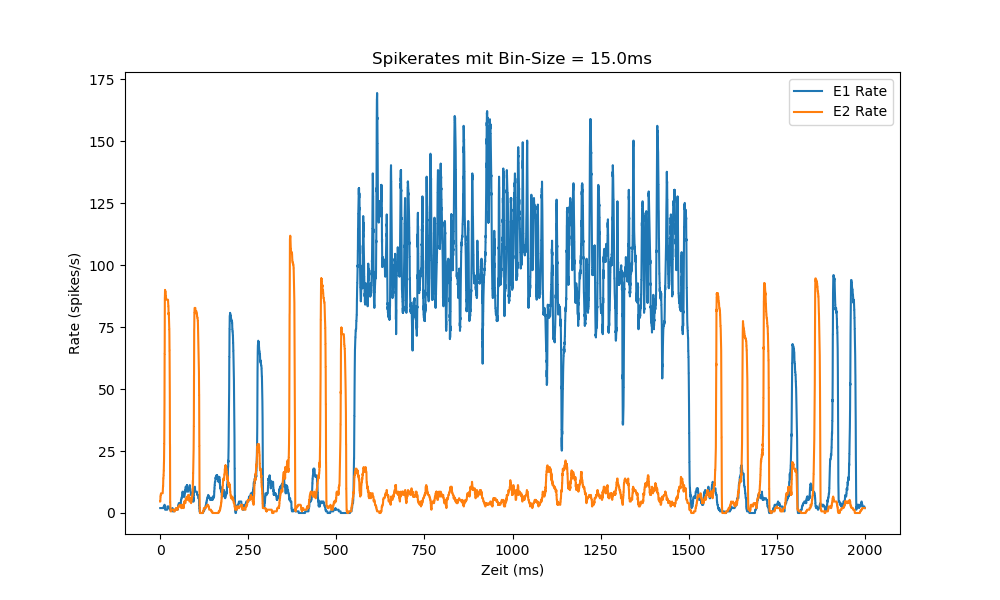 Spikerates mit Bin-Size = 15.0ms
E1 Rate
E2 Rate
Rate (spikes/s)
175
150
125
100
75
50
25
0
0 250 500 750 1000 1250 1500 1750 2000
Zeit (ms)